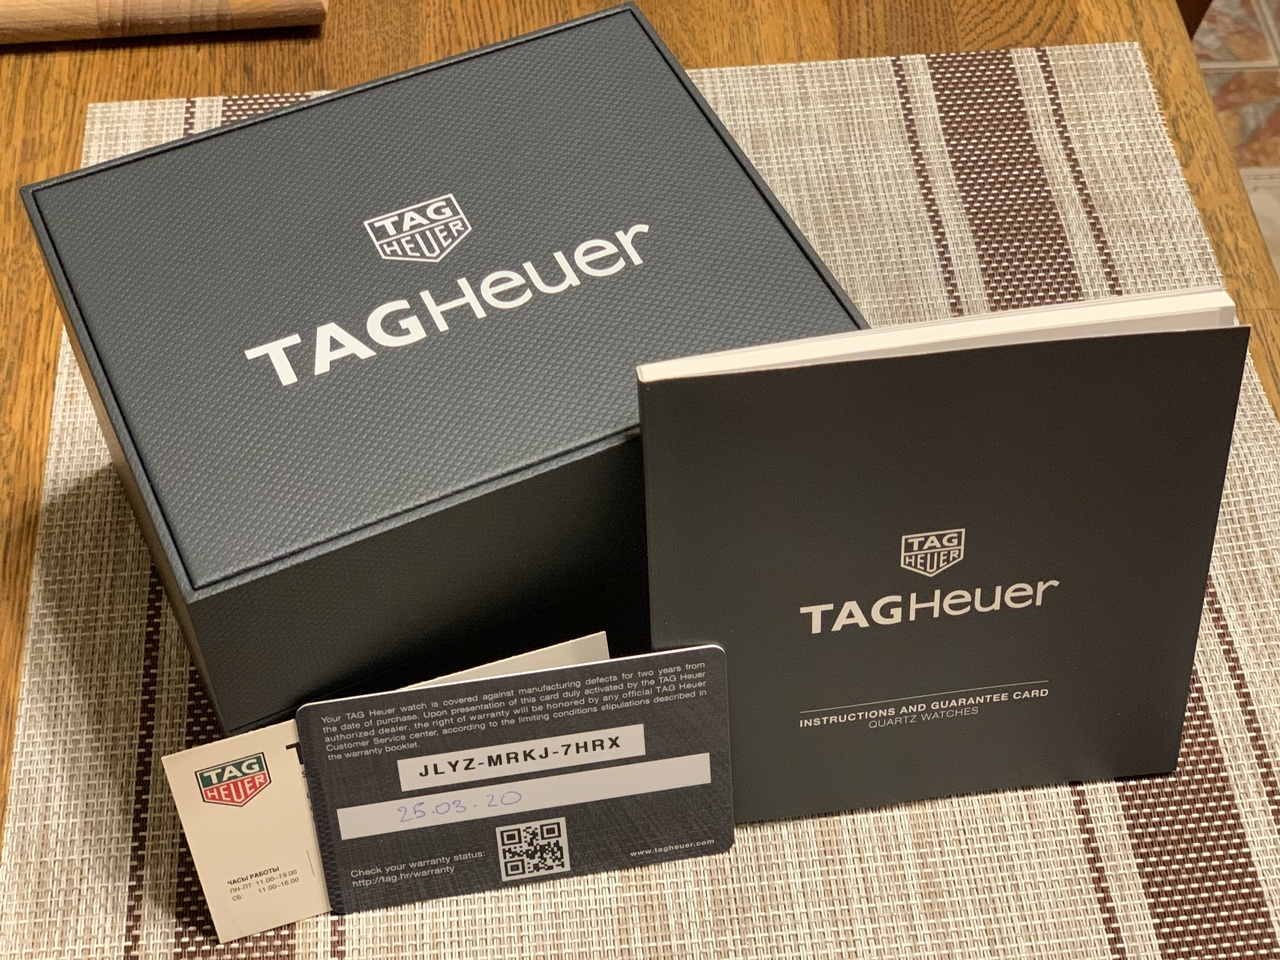 TAG
HEUER
TAGHeuer
TAG
HEUER
TAGHeuer
INSTRUCTIONS AND GUARANTEE CARD
QUARTZ WATCHES
Your TAG Heuer watch is covered against manufacturing defects for two years from
the date of purchase. Upon presentation of this card duly activated by the TAG Heuer
authorized dealer, the right of warranty will be honored by any official TAG Heuer
Customer Service center, according to the limiting conditions stipulations described in
the warranty booklet.
JLYZ-MRKJ-7HRX
25.03.20
Check your warranty status:
http://tag.hr/warranty
www.tagheuer.com
TAG
HEUER
ЧАСЫ РАБОТЫ
ПН-ПТ: 11.00–19.00
СБ: 11.00–16.00